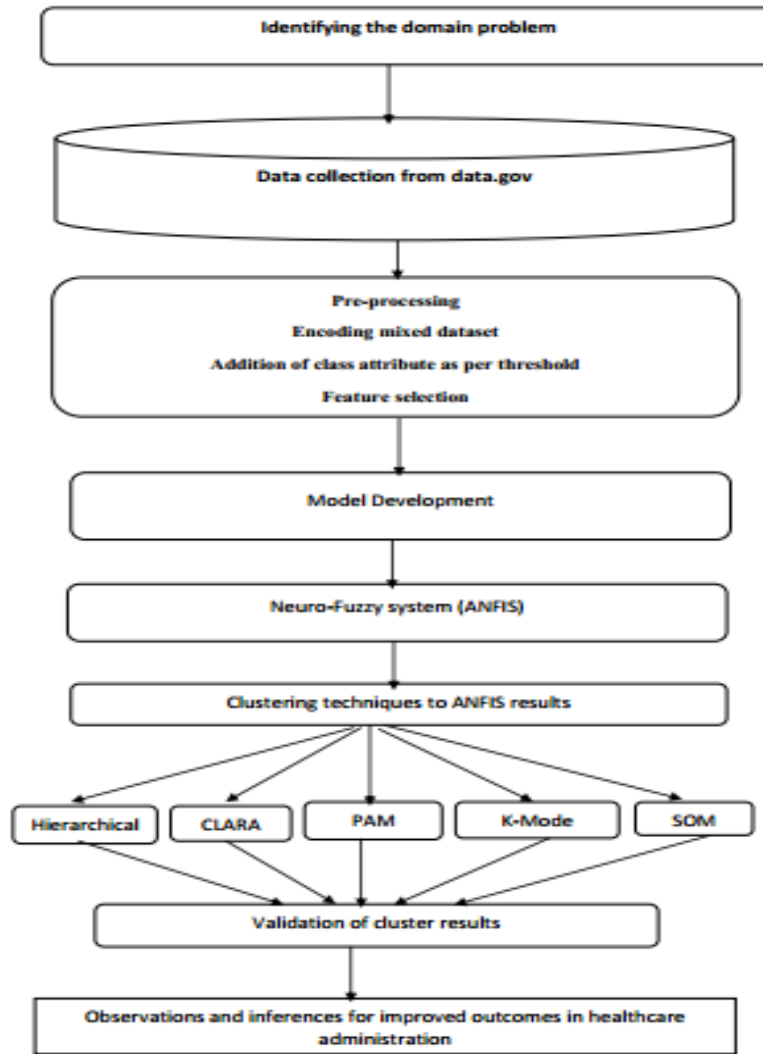 Identifying the domain problem
Data collection from data.gov
Pre-processing
Encoding mixed dataset
Addition of class attribute as per threshold
Feature selection
Model Development
Neuro-Fuzzy system (ANFIS)
Clustering techniques to ANFIS results
Hierarchical
CLARA
PAM
K-Mode
SOM
Validation of cluster results
Observations and inferences for improved outcomes in healthcare
administration